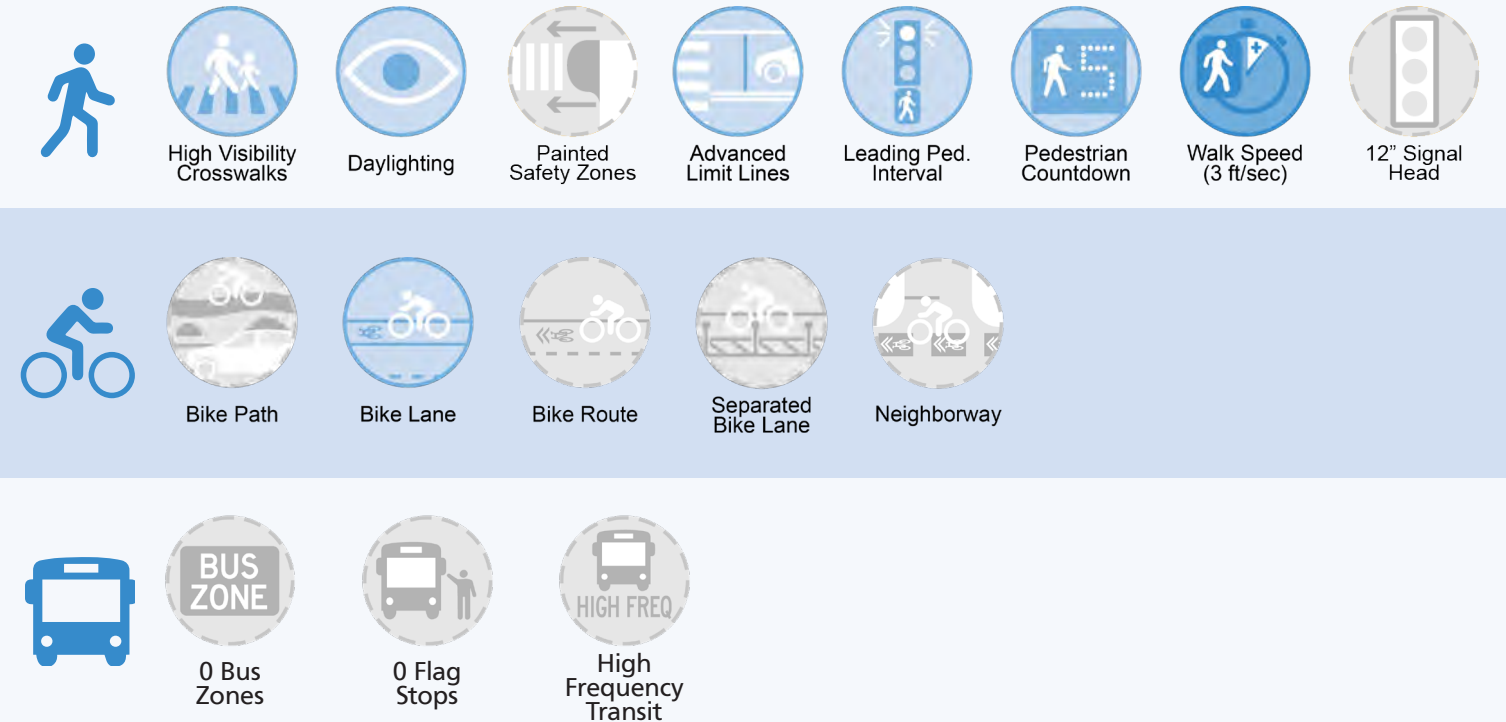 High Visibility
Crosswalks
Daylighting
Painted
Safety Zones
Advanced
Limit Lines
Leading Ped.
Interval
Pedestrian
Countdown
Walk Speed
(3 ft/sec)
12” Signal
Head
5
Bike Path
Bike Lane
Bike Route
Separated
Bike Lane
Neighborway
BUS
ZONE
HIGH FREQ
0 Bus
Zones
0 Flag
Stops
High
Frequency
Transit